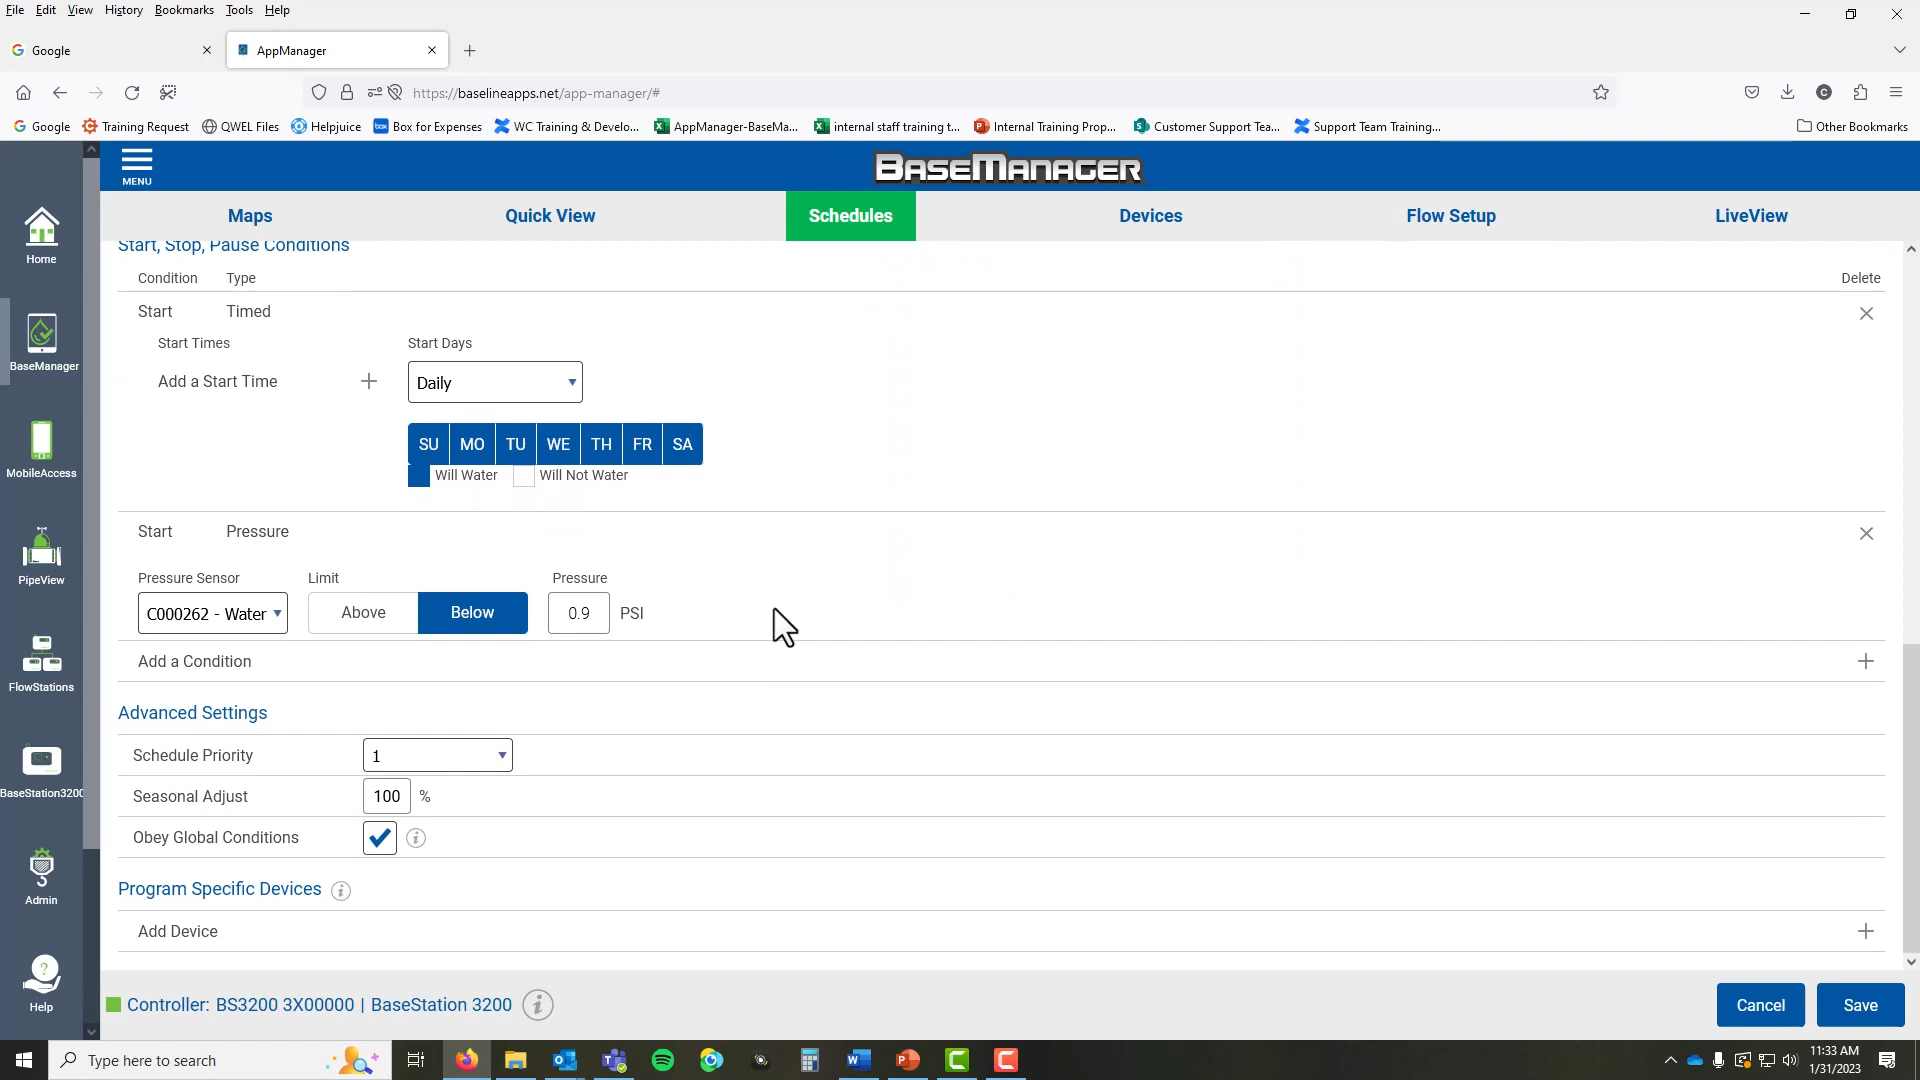 File Edit View History Bookmarks Tools Help
Google
AppManager
https://baselineapps.net/app-manager/#
Google Training Request QWEL Files Helpjuice Box for Expenses WC Training & Develo... AppManager-BaseMa... internal staff training t... Internal Training Prop... Customer Support Tea... Support Team Training... Other Bookmarks
MENU
BASEMANAGER
Maps Quick View Schedules Devices Flow Setup LiveView
Home
BaseManager
MobileAccess
PipeView
FlowStations
BaseStation3200
Admin
Help
Start, Stop, Pause Conditions
Condition Type Delete
Start Timed
Start Times Start Days
Add a Start Time Daily
SU MO TU WE TH FR SA
Will Water Will Not Water
Start Pressure
Pressure Sensor Limit Pressure
C000262 - Water Above Below 0.9 PSI
Add a Condition
Advanced Settings
Schedule Priority 1
Seasonal Adjust 100 %
Obey Global Conditions
Program Specific Devices
Add Device
Controller: BS3200 3X00000 | BaseStation 3200
Cancel Save
Type here to search
11:33 AM
1/31/2023